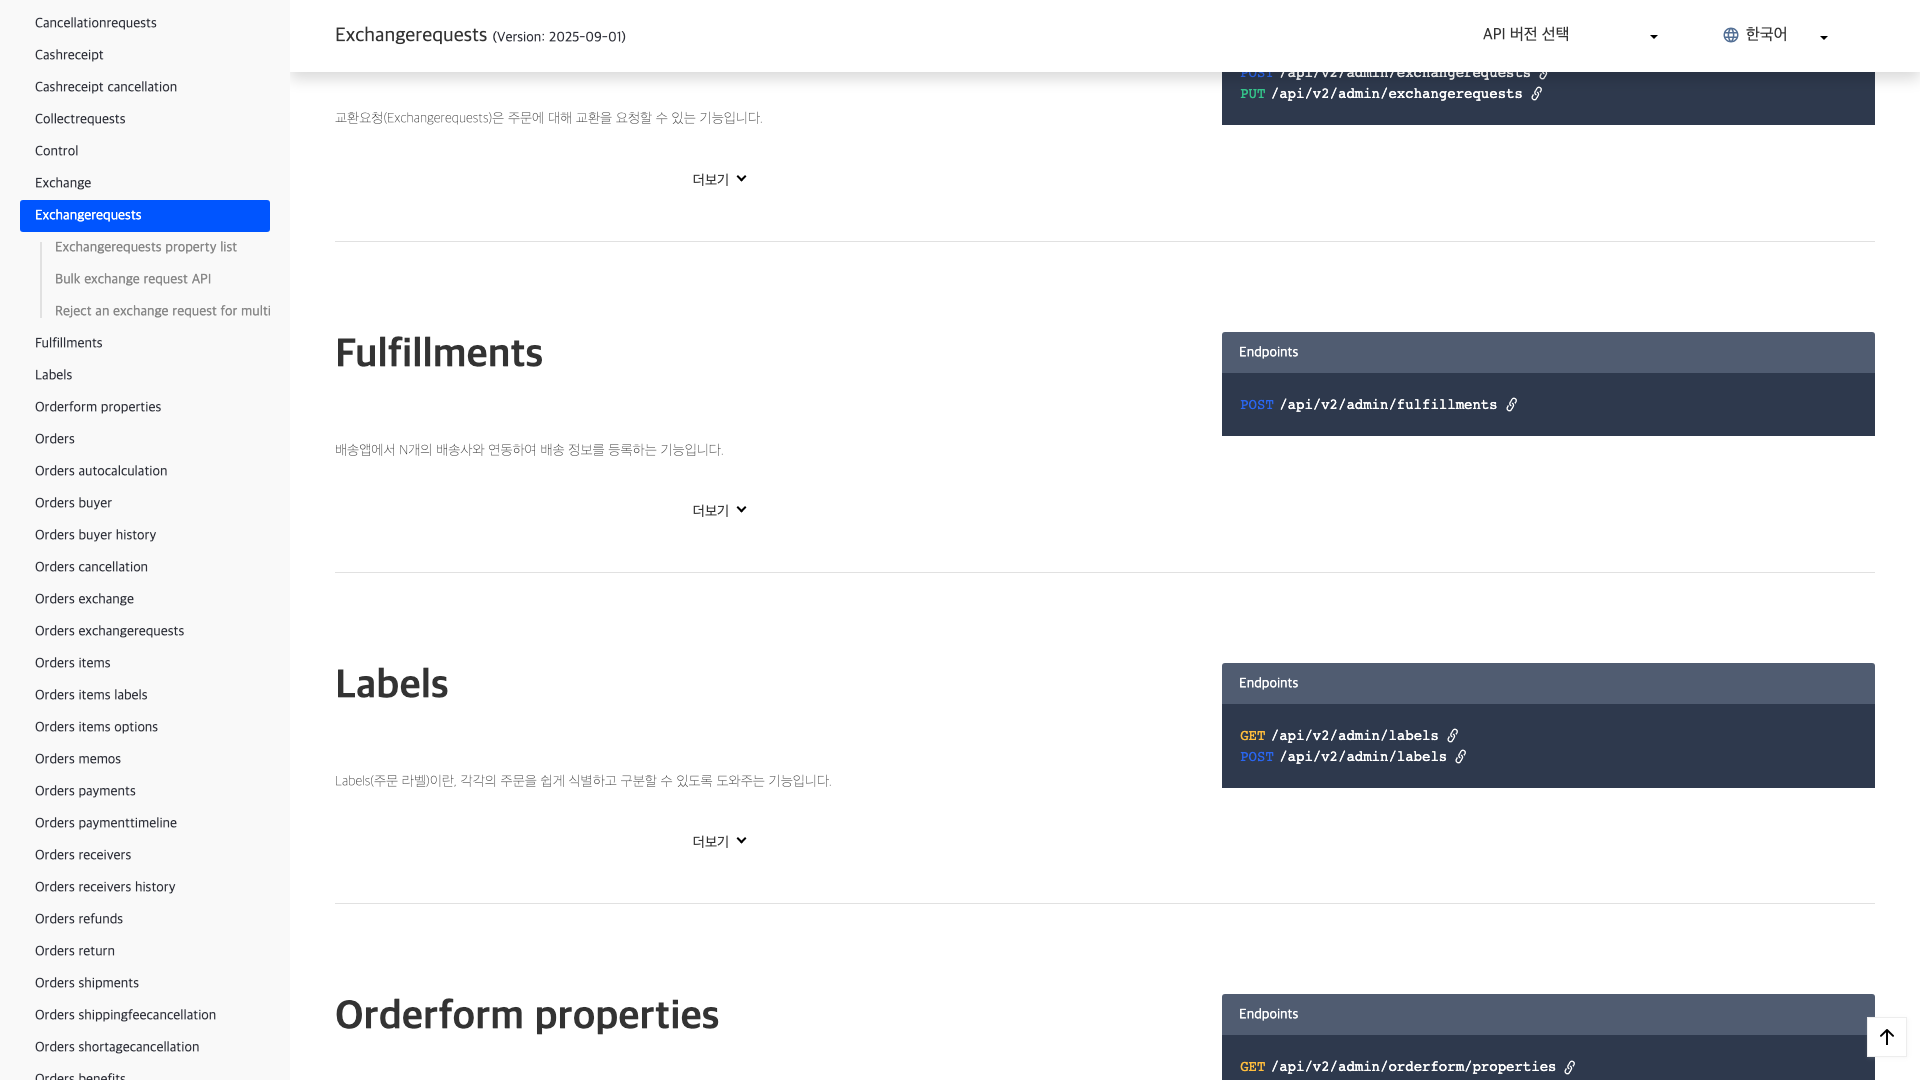 Cancellationrequests
Cashreceipt
Cashreceipt cancellation
Collectrequests
Control
Exchange
Exchangerequests
Exchangerequests property list
Bulk exchange request API
Reject an exchange request for multi
Fulfillments
Labels
Orderform properties
Orders
Orders autocalculation
Orders buyer
Orders buyer history
Orders cancellation
Orders exchange
Orders exchangerequests
Orders items
Orders items labels
Orders items options
Orders memos
Orders payments
Orders paymenttimeline
Orders receivers
Orders receivers history
Orders refunds
Orders return
Orders shipments
Orders shippingfeecancellation
Orders shortagecancellation
Orders benefits
Exchangerequests (Version: 2025-09-01)
API 버전 선택
한국어
POST /api/v2/admin/exchangerequests
PUT /api/v2/admin/exchangerequests
교환요청(Exchangerequests)은 주문에 대해 교환을 요청할 수 있는 기능입니다.
더보기
Fulfillments
Endpoints
POST /api/v2/admin/fulfillments
배송앱에서 N개의 배송사와 연동하여 배송 정보를 등록하는 기능입니다.
더보기
Labels
Endpoints
GET /api/v2/admin/labels
POST /api/v2/admin/labels
Labels(주문 라벨)이란, 각각의 주문을 쉽게 식별하고 구분할 수 있도록 도와주는 기능입니다.
더보기
Orderform properties
Endpoints
GET /api/v2/admin/orderform/properties